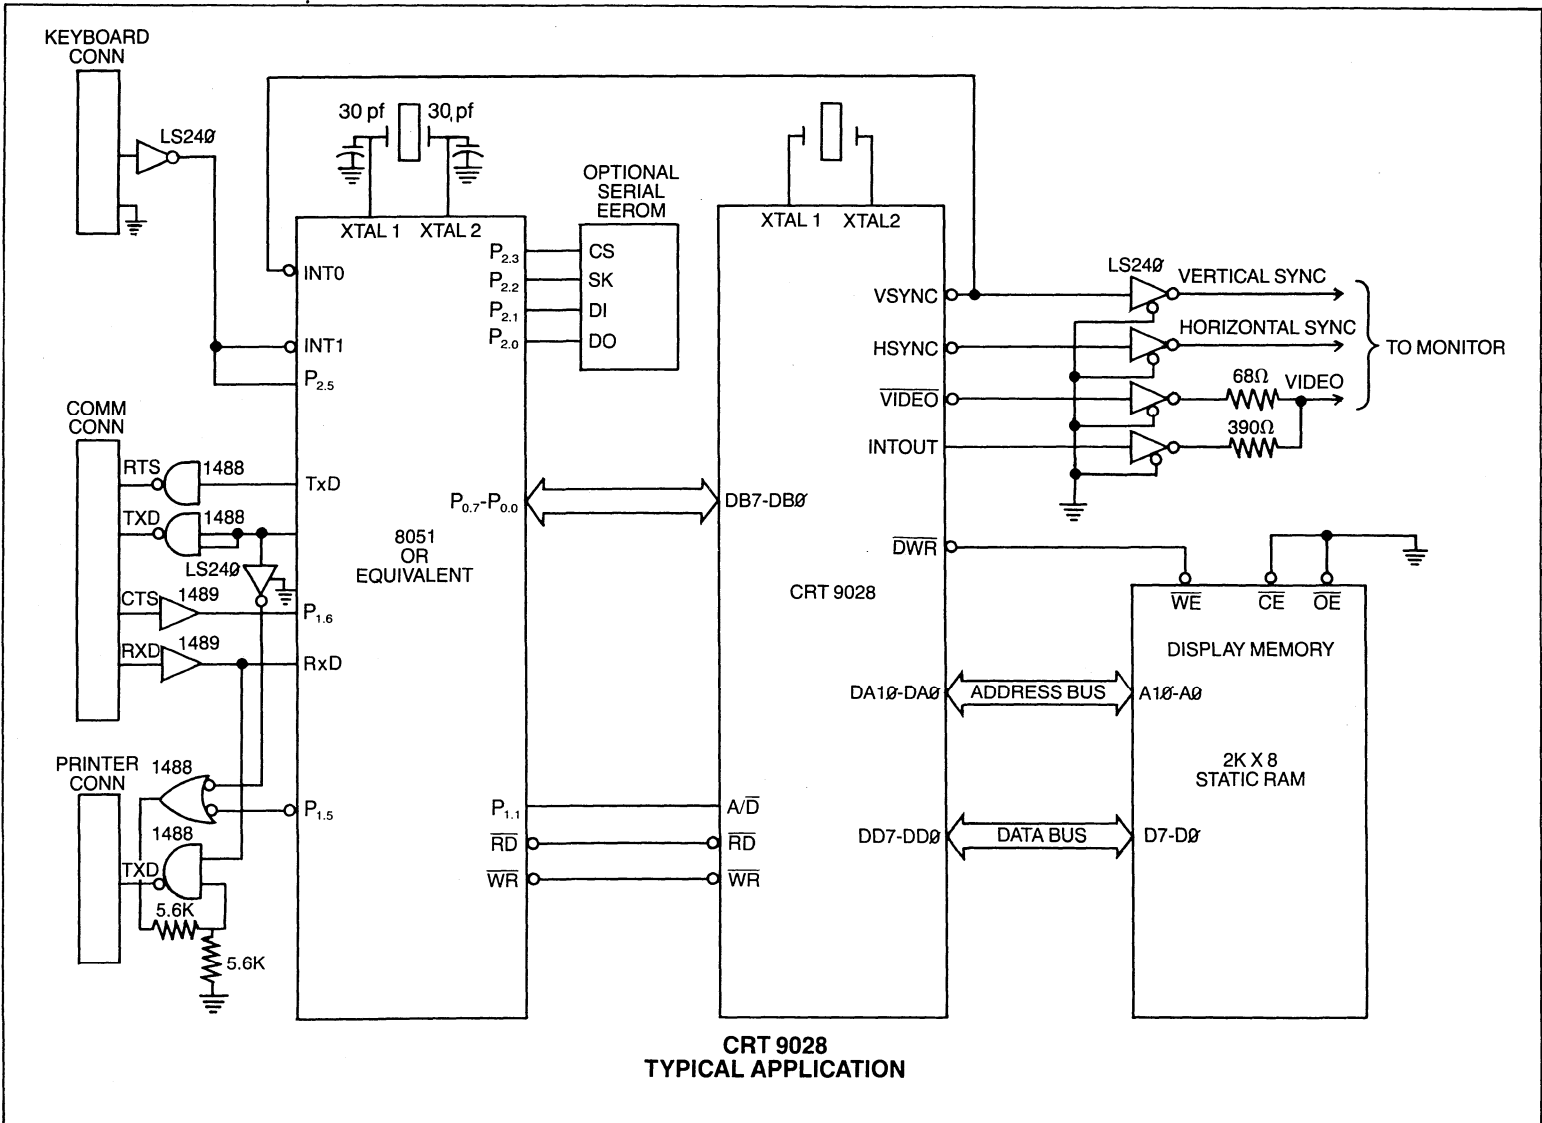 KEYBOARD
CONN
LS240
30 pf
30 pf
OPTIONAL
SERIAL
EEROM
XTAL 1
XTAL 2
INT0
INT1
P2.5
P2.3
P2.2
P2.1
P2.0
CS
SK
DI
DO
XTAL 1
XTAL2
VSYNC
HSYNC
VIDEO
INTOUT
LS240
VERTICAL SYNC
HORIZONTAL SYNC
68Ω
VIDEO
390Ω
TO MONITOR
COMM
CONN
RTS
1488
TxD
TXD
1488
LS240
CTS
1489
P1.6
RXD
1489
RxD
8051
OR
EQUIVALENT
P0.7-P0.0
DB7-DB0
CRT 9028
DWR
WE
CE
OE
DISPLAY MEMORY
DA10-DA0
ADDRESS BUS
A10-A0
2K X 8
STATIC RAM
DD7-DD0
DATA BUS
D7-D0
PRINTER
CONN
1488
P1.5
1488
TXD
5.6K
5.6K
P1.1
RD
WR
A/D
RD
WR
CRT 9028
TYPICAL APPLICATION